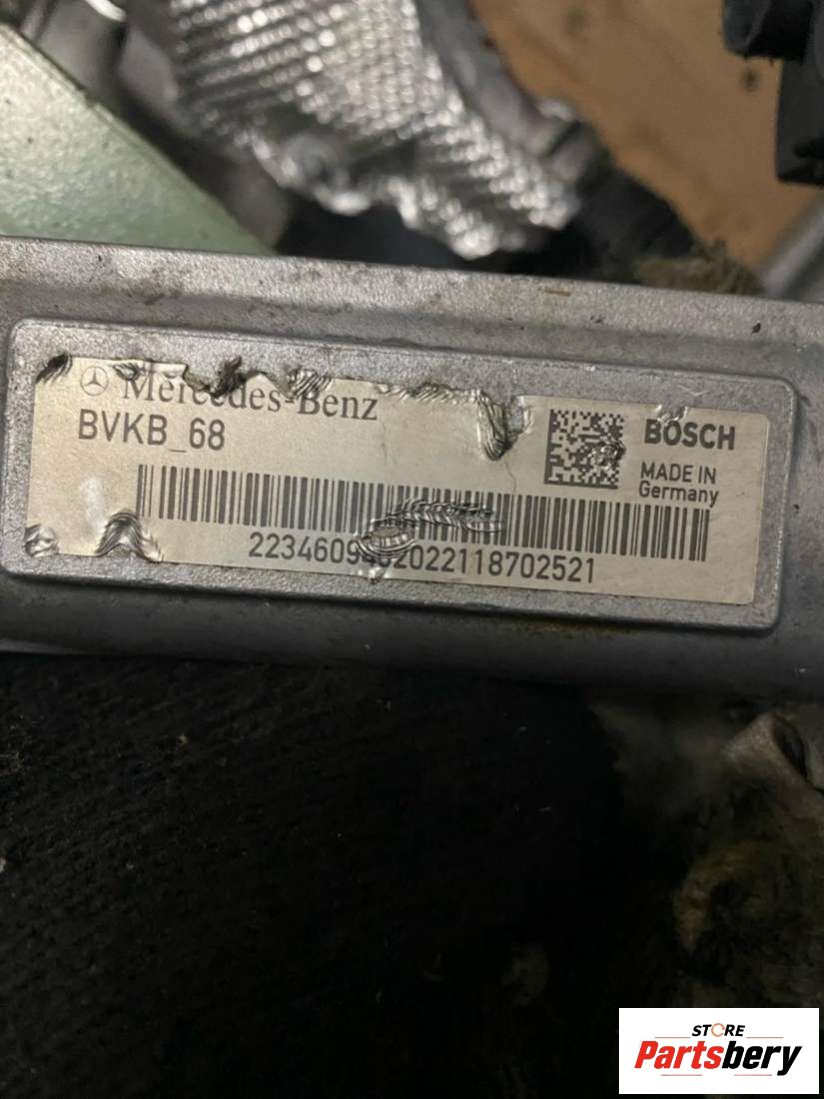 Mercedes-Benz
BVKB_68
BOSCH
MADE IN
Germany
STORE
Partsbery